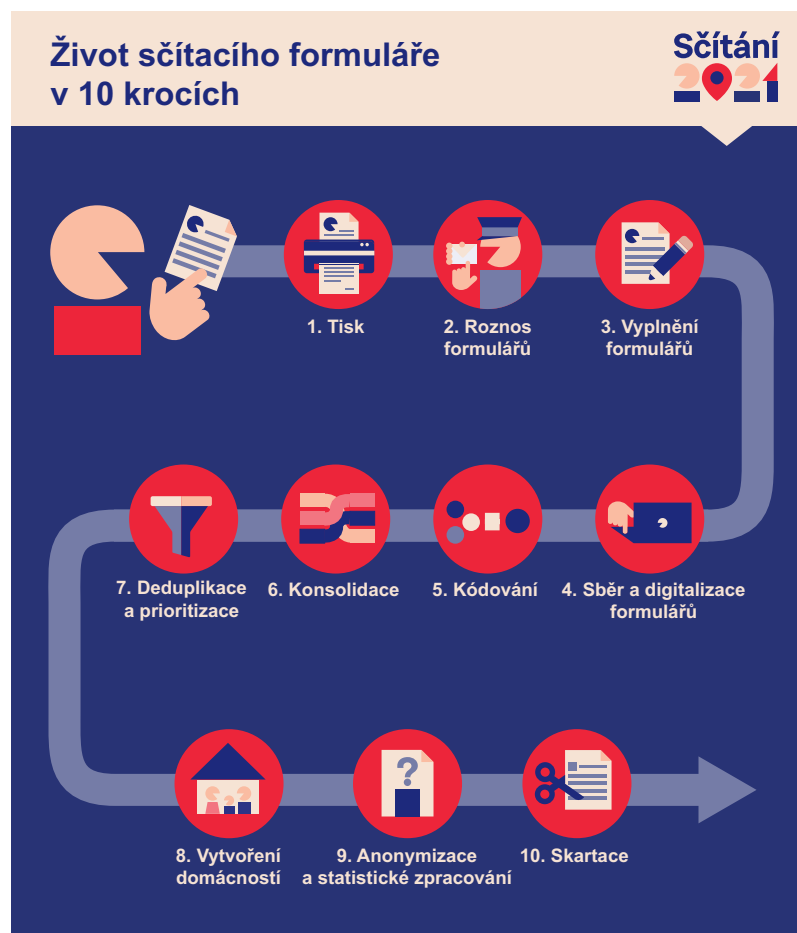 Život sčítacího formuláře
v 10 krocích
Sčítání
2021
1. Tisk
2. Roznos
formulářů
3. Vyplnění
formulářů
4. Sběr a digitalizace
formulářů
5. Kódování
6. Konsolidace
7. Deduplikace
a prioritizace
8. Vytvoření
domácností
9. Anonymizace
a statistické zpracování
10. Skartace